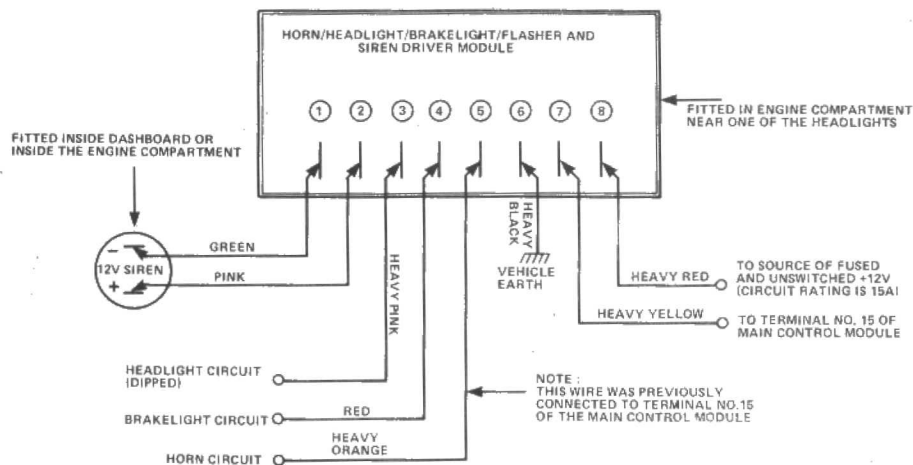 HORN/HEADLIGHT/BRAKELIGHT/FLASHER AND
SIREN DRIVER MODULE
1 2 3 4 5 6 7 8
FITTED IN ENGINE COMPARTMENT
NEAR ONE OF THE HEADLIGHTS
FITTED INSIDE DASHBOARD OR
INSIDE THE ENGINE COMPARTMENT
HEAVY
BLACK
GREEN
-
12V SIREN
+
PINK
HEAVY PINK
VEHICLE
EARTH
HEAVY RED
TO SOURCE OF FUSED
AND UNSWITCHED +12V
(CIRCUIT RATING IS 15A)
HEAVY YELLOW
TO TERMINAL NO. 15 OF
MAIN CONTROL MODULE
HEADLIGHT CIRCUIT
(DIPPED)
NOTE :
THIS WIRE WAS PREVIOUSLY
CONNECTED TO TERMINAL NO.15
OF THE MAIN CONTROL MODULE
BRAKELIGHT CIRCUIT
RED
HORN CIRCUIT
HEAVY
ORANGE